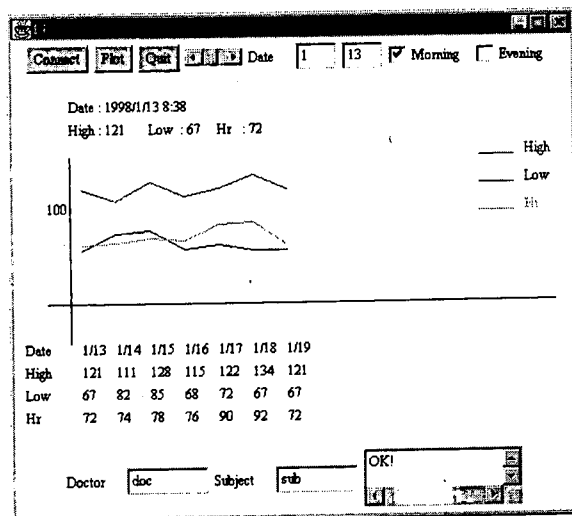 Connect Plot Quit Date 1 13 Morning Evening
Date : 1998/1/13 8:38
High : 121 Low : 67 Hr : 72
High
Low
Hr
100
Date 1/13 1/14 1/15 1/16 1/17 1/18 1/19
High 121 111 128 115 122 134 121
Low 67 82 85 68 72 67 67
Hr 72 74 78 76 90 92 72
OK!
Doctor doc Subject sub